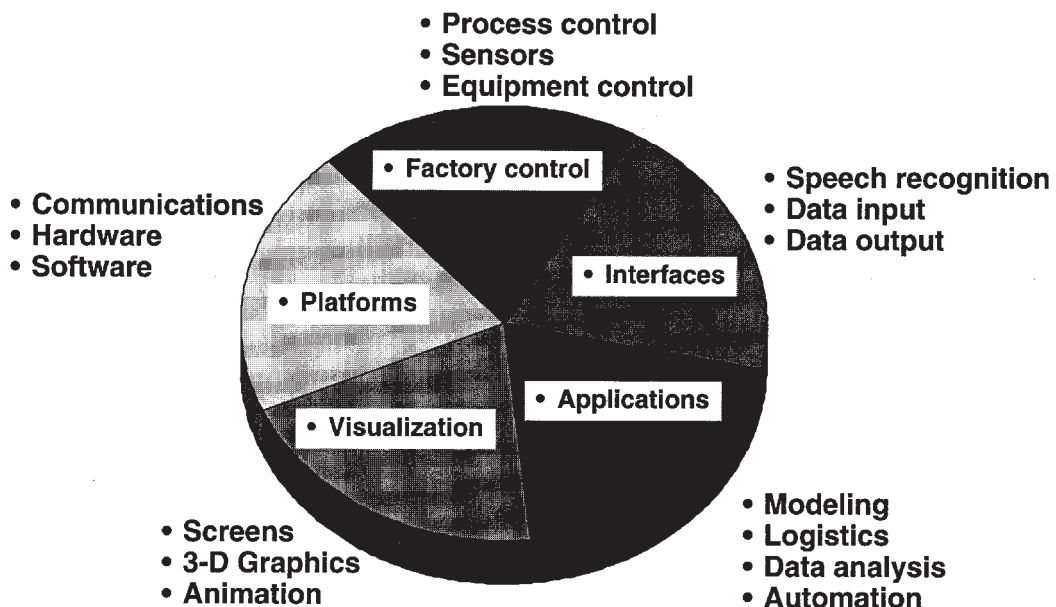 • Process control
• Sensors
• Equipment control
• Factory control
• Speech recognition
• Data input
• Data output
• Interfaces
• Communications
• Hardware
• Software
• Platforms
• Applications
• Visualization
• Modeling
• Logistics
• Data analysis
• Automation
• Screens
• 3-D Graphics
• Animation